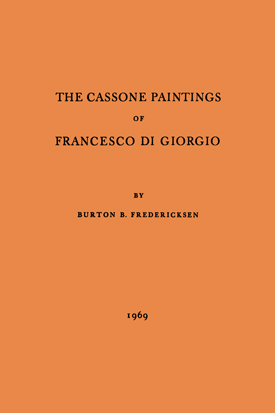 THE CASSONE PAINTINGS
OF
FRANCESCO DI GIORGIO
BY
BURTON B. FREDERICKSEN
1969